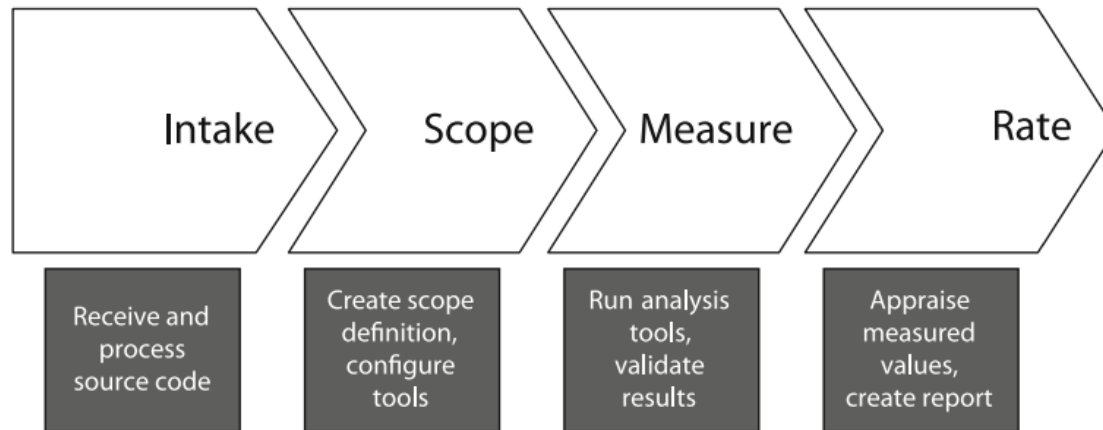 Intake
Scope
Measure
Rate
Receive and
process
source code
Create scope
definition,
configure
tools
Run analysis
tools,
validate
results
Appraise
measured
values,
create report